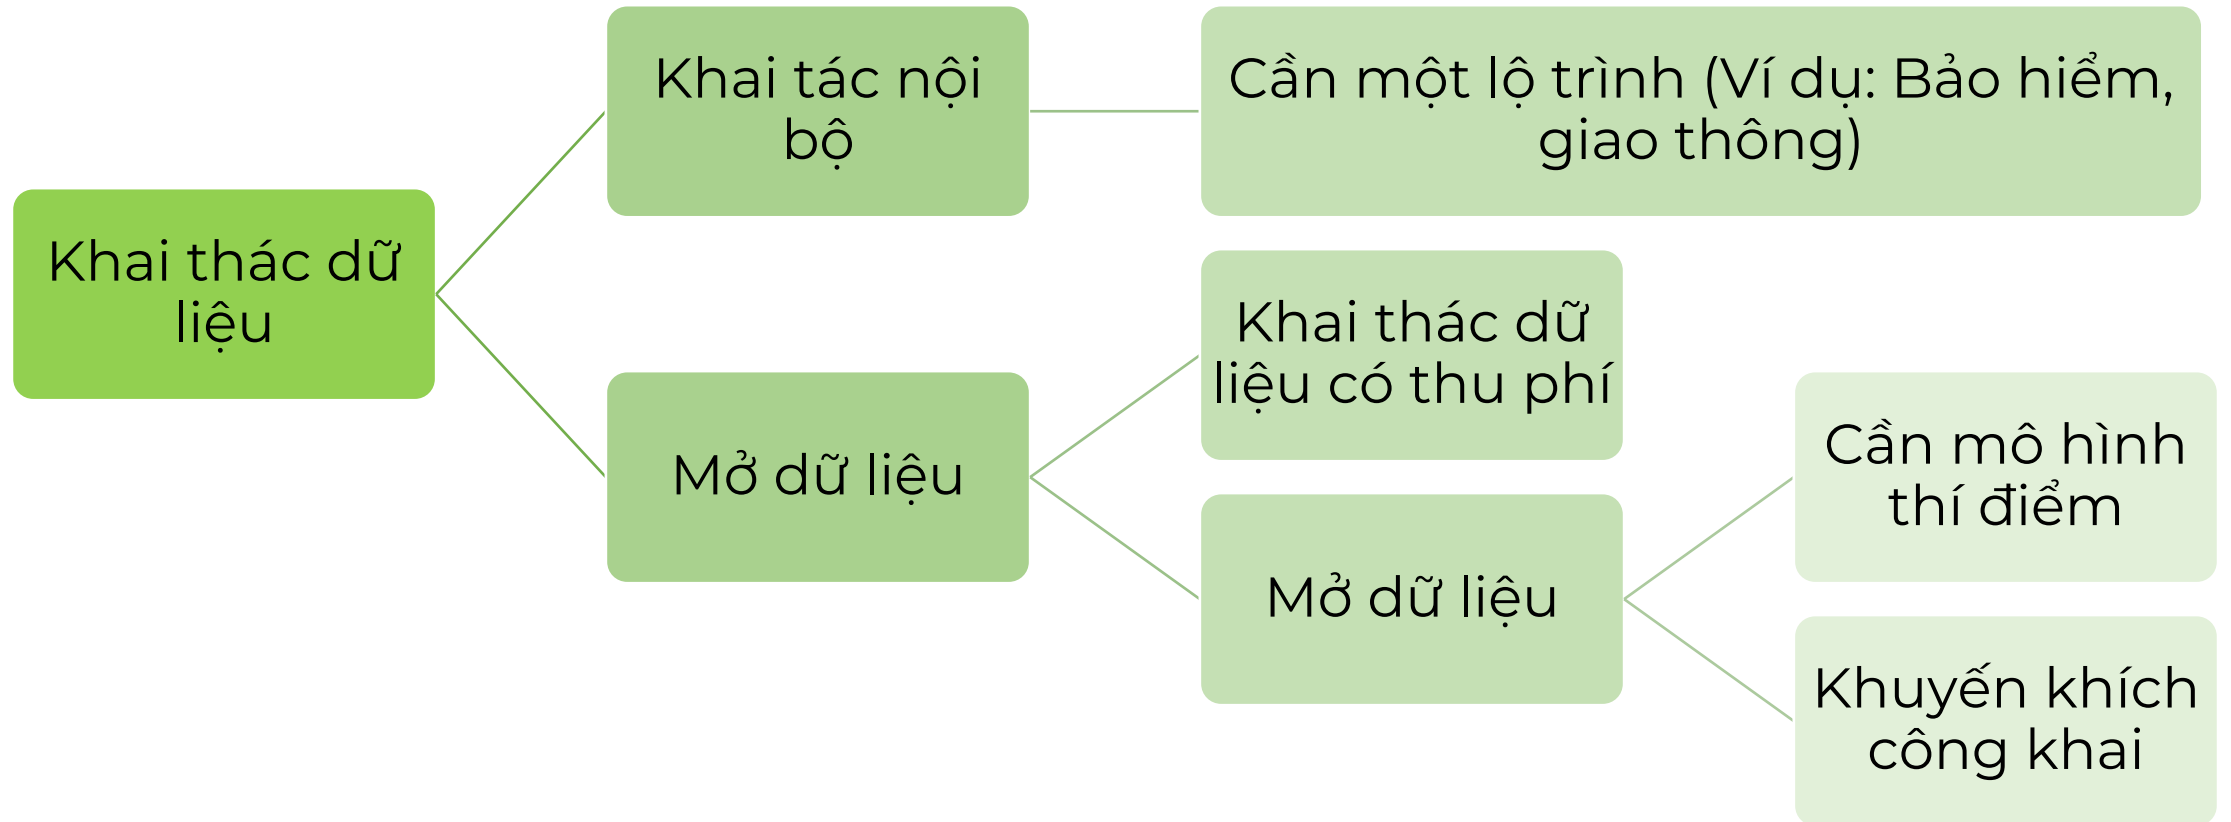 Khai thác dữ
liệu
Khai tác nội
bộ
Cần một lộ trình (Ví dụ: Bảo hiểm,
giao thông)
Mở dữ liệu
Khai thác dữ
liệu có thu phí
Mở dữ liệu
Cần mô hình
thí điểm
Khuyến khích
công khai